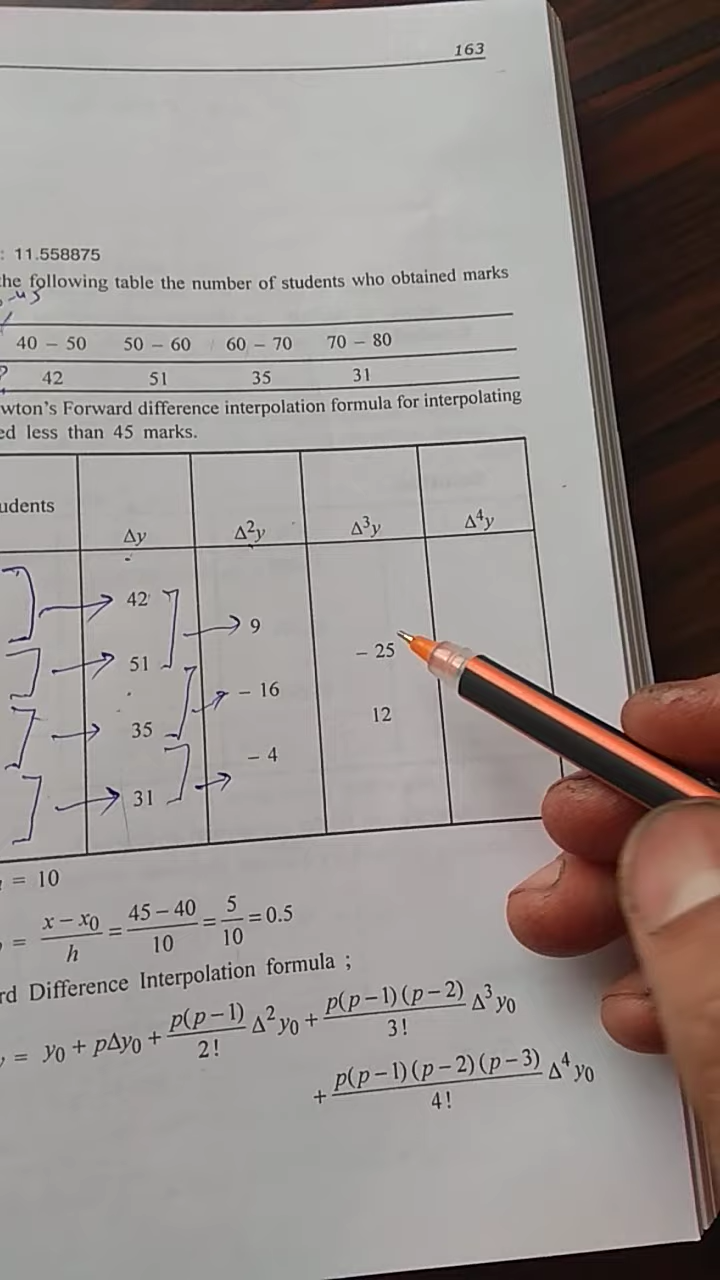 163
: 11.558875
the following table the number of students who obtained marks
40 – 50 50 – 60 60 – 70 70 – 80
42 51 35 31
wton's Forward difference interpolation formula for interpolating
ed less than 45 marks.
udents Δy Δ²y Δ³y Δ⁴y
42
9
51 – 25
– 16
35 12
– 4
31
= 10
= x – x₀ / h = 45 – 40 / 10 = 5 / 10 = 0.5
rd Difference Interpolation formula ;
= y₀ + pΔy₀ + p(p – 1) / 2! Δ²y₀ + p(p – 1) (p – 2) / 3! Δ³y₀
+ p(p – 1) (p – 2) (p – 3) / 4! Δ⁴y₀